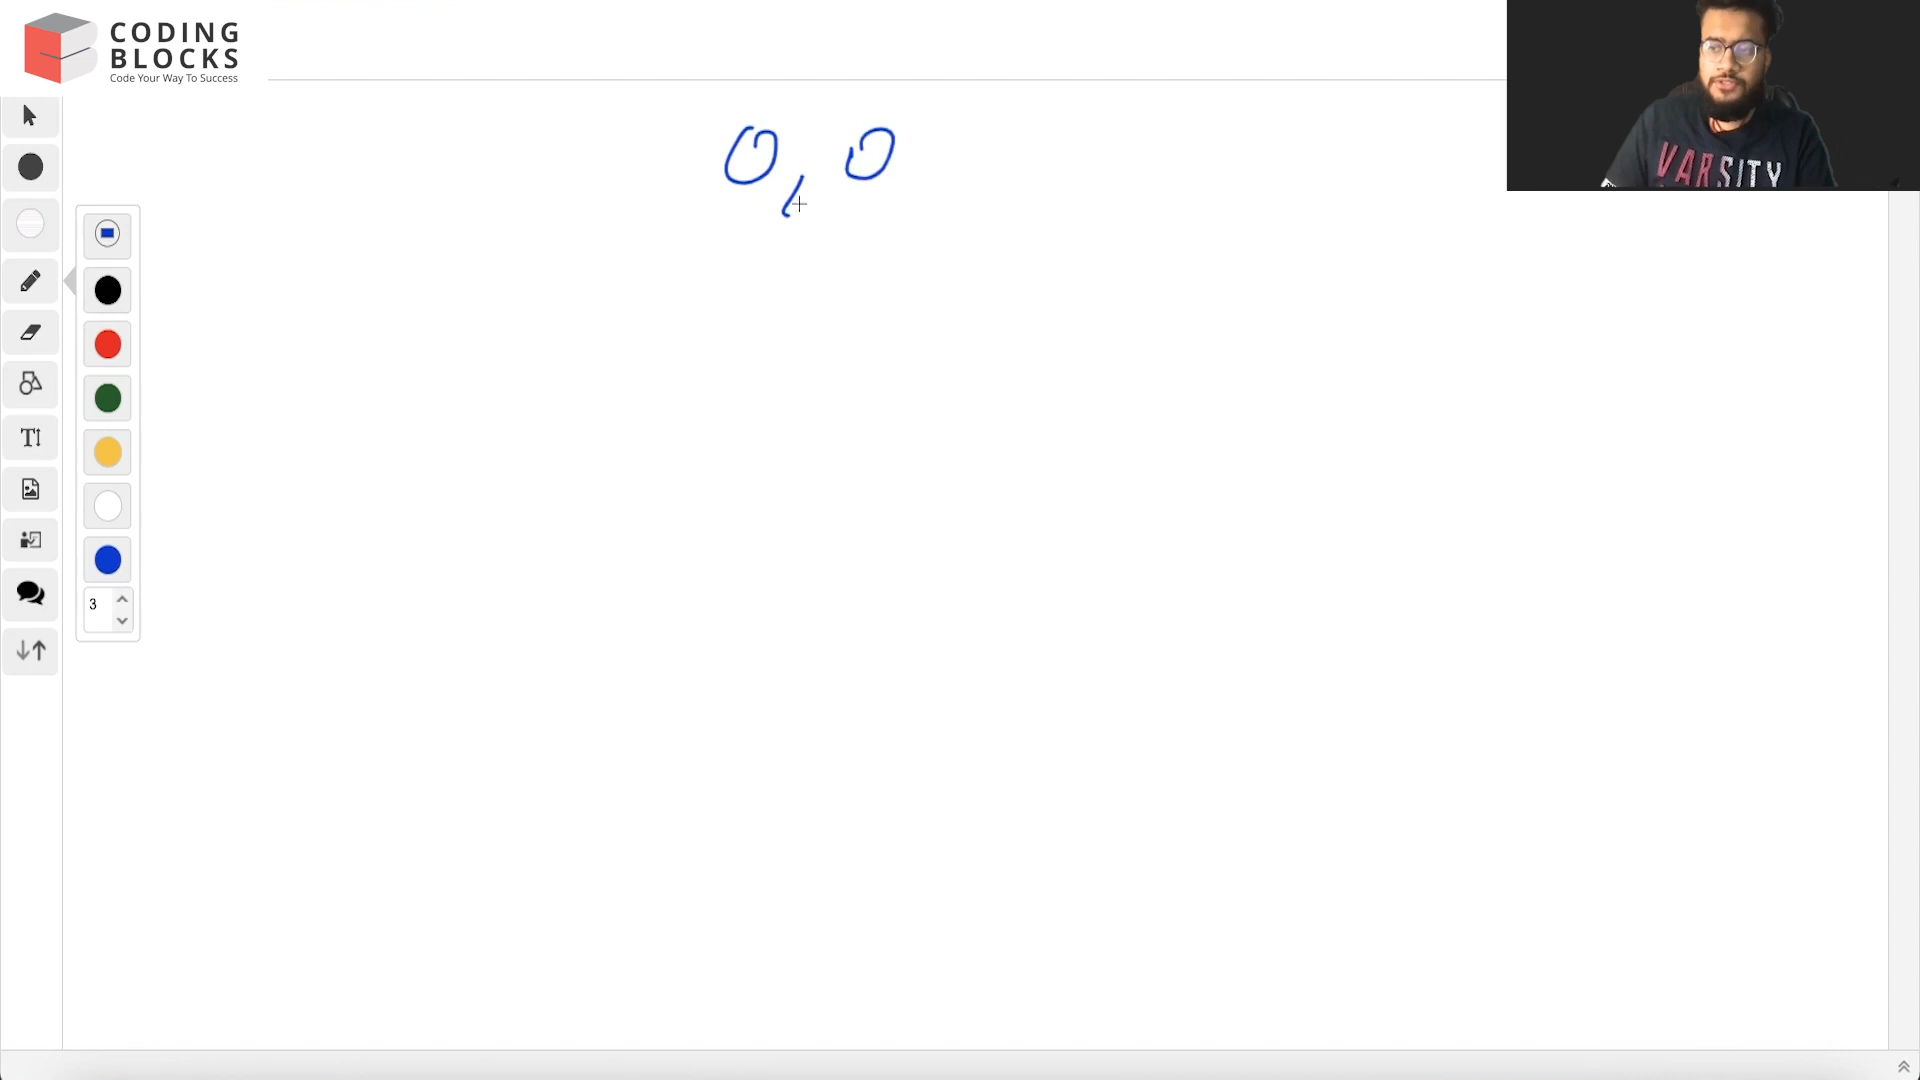 CODING
BLOCKS
Code Your Way To Success
0, 0
VARSITY
T
3